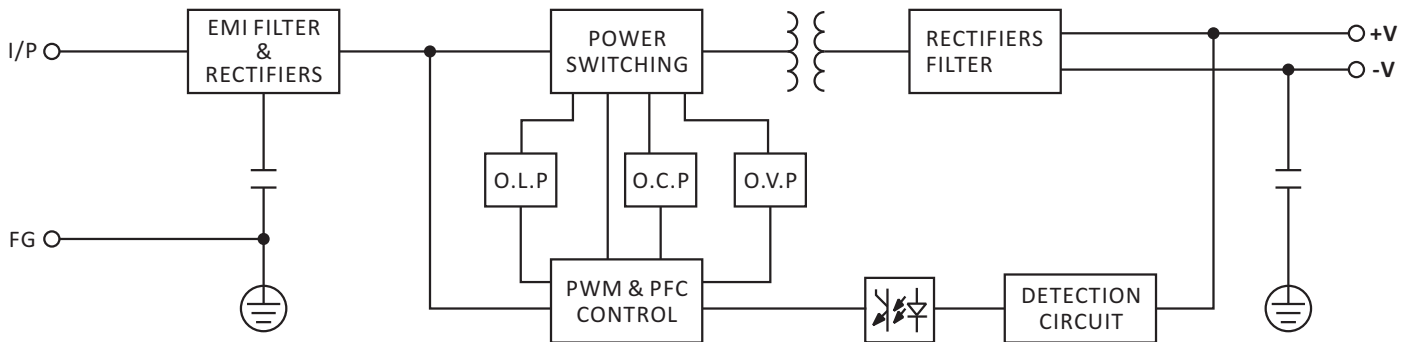 I/P
EMI FILTER
&
RECTIFIERS
POWER
SWITCHING
RECTIFIERS
FILTER
+V
-V
O.L.P
O.C.P
O.V.P
FG
PWM & PFC
CONTROL
DETECTION
CIRCUIT